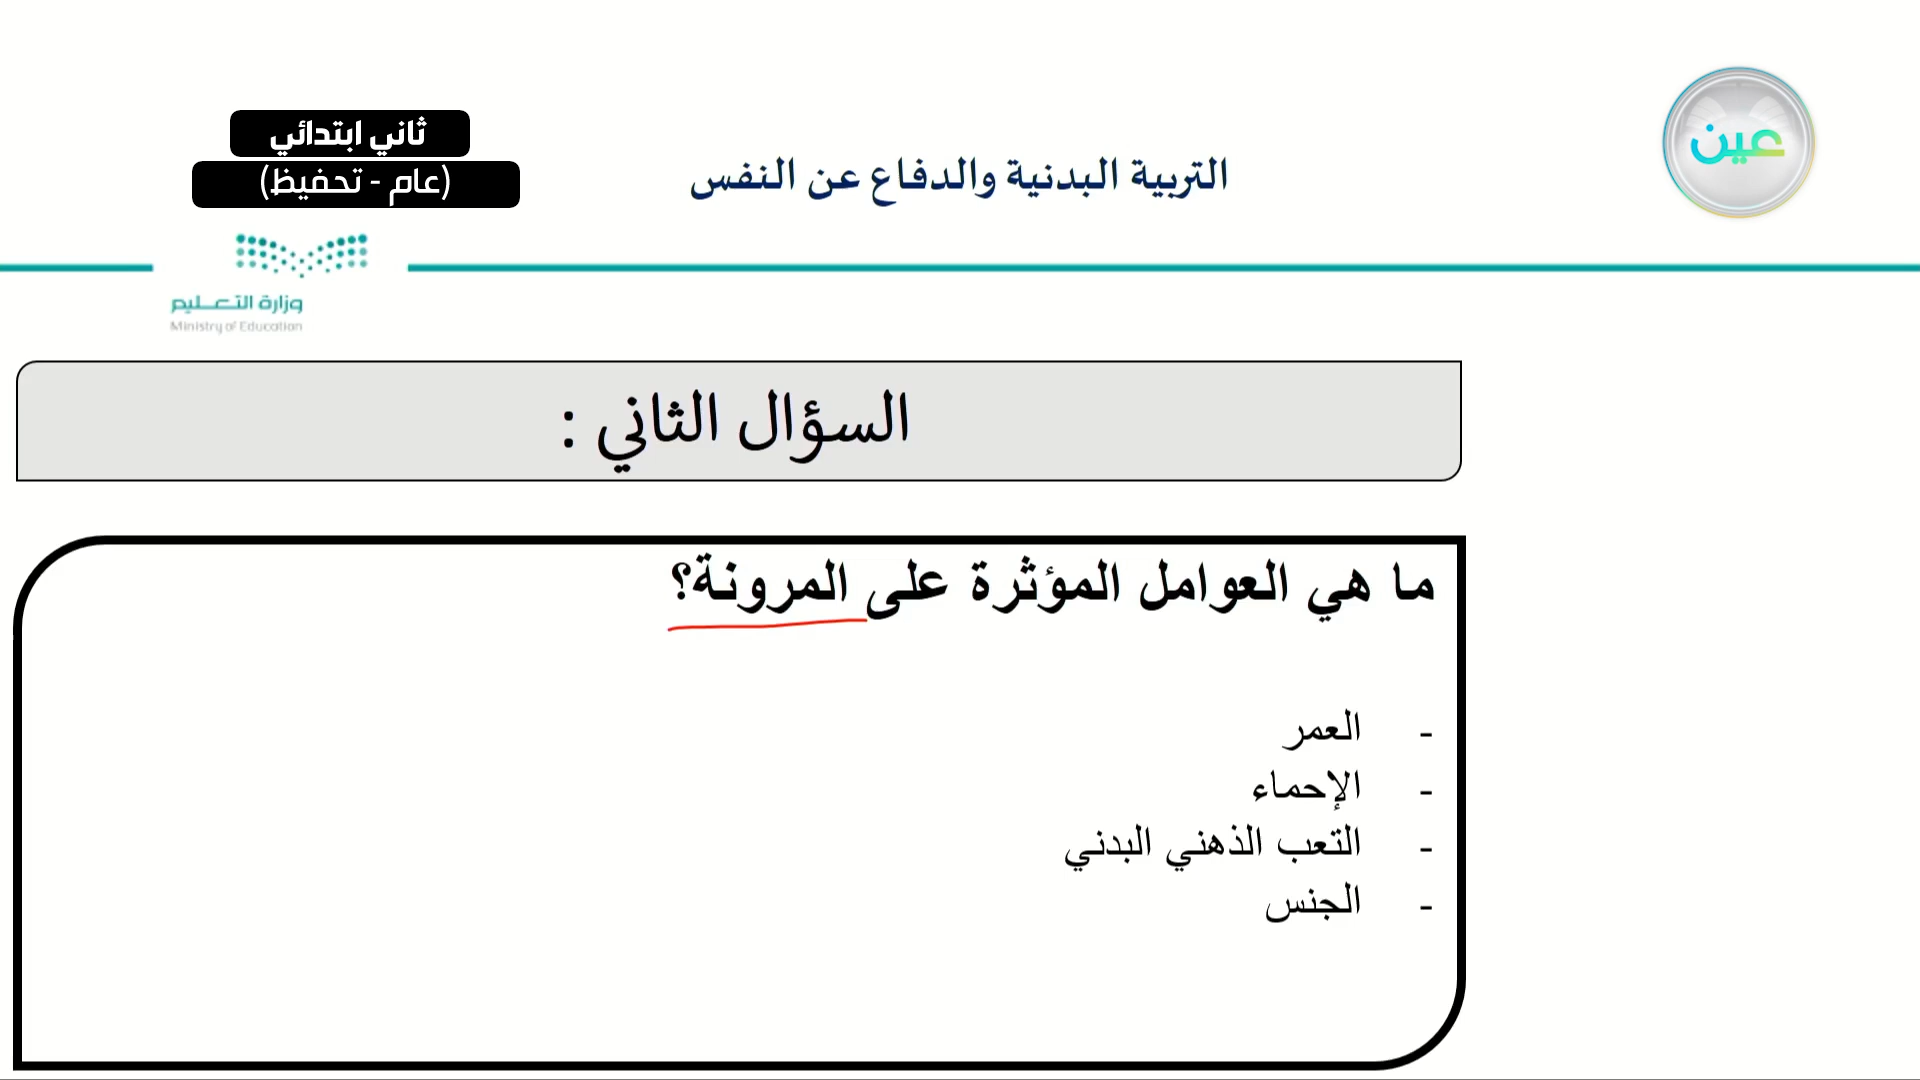 عين
ثاني ابتدائي
(عام - تحفيظ)
التربية البدنية والدفاع عن النفس
وزارة التعليم
Ministry of Education
السؤال الثاني :
ما هي العوامل المؤثرة على المرونة؟
- العمر
- الإحماء
- التعب الذهني البدني
- الجنس